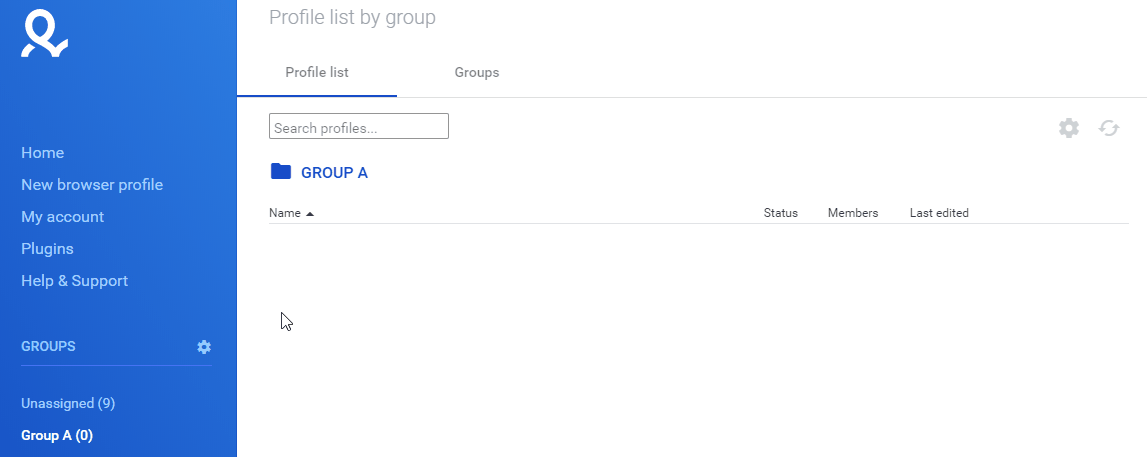 Profile list by group
Profile list
Groups
Search profiles...
GROUP A
Name Status Members Last edited
Home
New browser profile
My account
Plugins
Help & Support
GROUPS
Unassigned (9)
Group A (0)